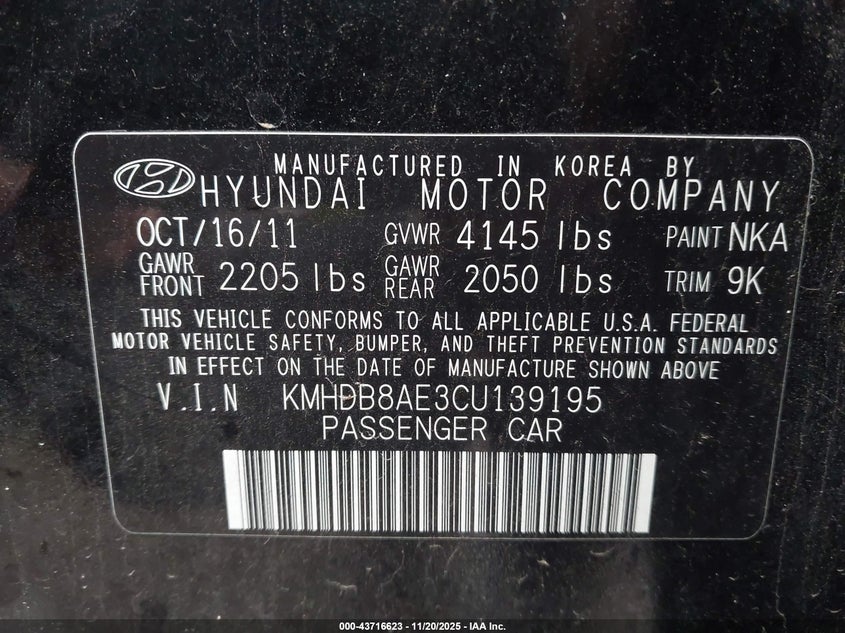 MANUFACTURED IN KOREA BY
HYUNDAI MOTOR COMPANY
OCT/16/11 GVWR 4145 lbs PAINT NKA
GAWR FRONT 2205 lbs GAWR REAR 2050 lbs TRIM 9K
THIS VEHICLE CONFORMS TO ALL APPLICABLE U.S.A. FEDERAL
MOTOR VEHICLE SAFETY, BUMPER, AND THEFT PREVENTION STANDARDS
IN EFFECT ON THE DATE OF MANUFACTURE SHOWN ABOVE
V.I.N KMHDB8AE3CU139195
PASSENGER CAR
000-43716623 - 11/20/2025 - IAA Inc.